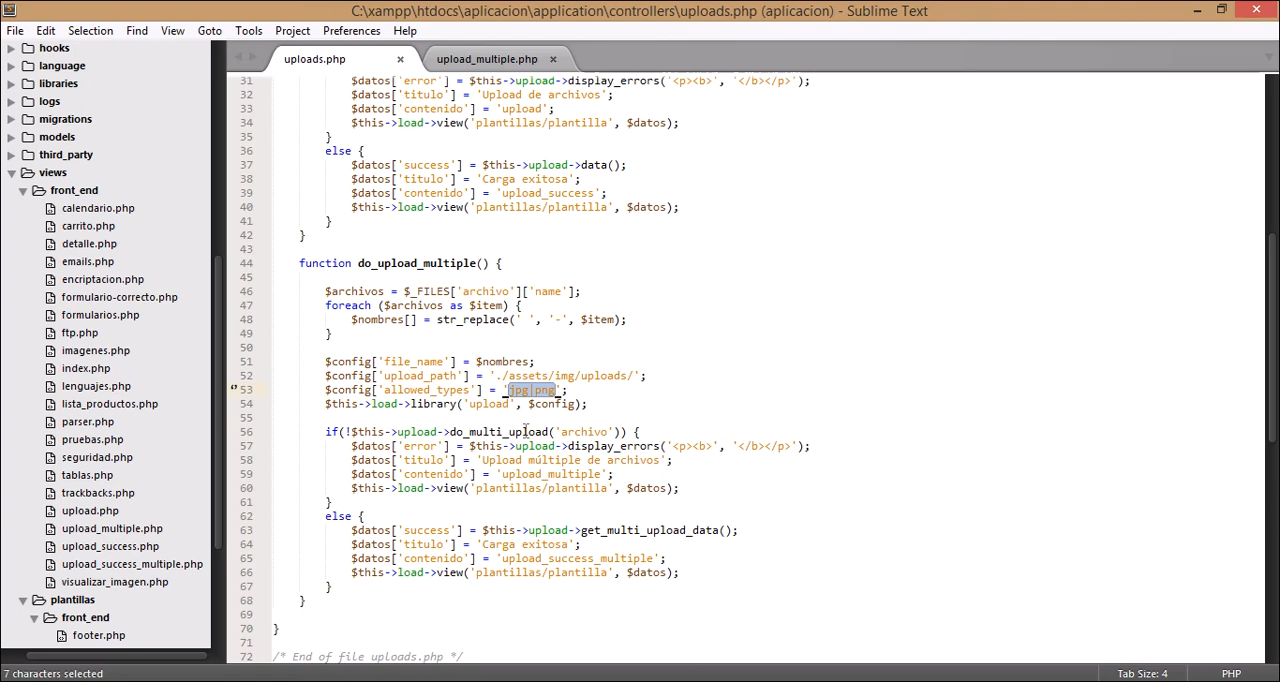 C:\xampp\htdocs\aplicacion\application\controllers\uploads.php (aplicacion) - Sublime Text
File Edit Selection Find View Goto Tools Project Preferences Help
hooks
language
libraries
logs
migrations
models
third_party
views
front_end
calendario.php
carrito.php
detalle.php
emails.php
encriptacion.php
formulario-correcto.php
formularios.php
ftp.php
imagenes.php
index.php
lenguajes.php
lista_productos.php
parser.php
pruebas.php
seguridad.php
tablas.php
trackbacks.php
upload.php
upload_multiple.php
upload_success.php
upload_success_multiple.php
visualizar_imagen.php
plantillas
front_end
footer.php
uploads.php × upload_multiple.php ×
31 $datos['error'] = $this->upload->display_errors('<p><b>', '</b></p>');
32 $datos['titulo'] = 'Upload de archivos';
33 $datos['contenido'] = 'upload';
34 $this->load->view('plantillas/plantilla', $datos);
35 }
36 else {
37 $datos['success'] = $this->upload->data();
38 $datos['titulo'] = 'Carga exitosa';
39 $datos['contenido'] = 'upload_success';
40 $this->load->view('plantillas/plantilla', $datos);
41 }
42 }
43
44 function do_upload_multiple() {
45
46 $archivos = $_FILES['archivo']['name'];
47 foreach ($archivos as $item) {
48 $nombres[] = str_replace(' ', '-', $item);
49 }
50
51 $config['file_name'] = $nombres;
52 $config['upload_path'] = './assets/img/uploads/';
53 $config['allowed_types'] = 'jpg|png';
54 $this->load->library('upload', $config);
55
56 if(!$this->upload->do_multi_upload('archivo')) {
57 $datos['error'] = $this->upload->display_errors('<p><b>', '</b></p>');
58 $datos['titulo'] = 'Upload múltiple de archivos';
59 $datos['contenido'] = 'upload_multiple';
60 $this->load->view('plantillas/plantilla', $datos);
61 }
62 else {
63 $datos['success'] = $this->upload->get_multi_upload_data();
64 $datos['titulo'] = 'Carga exitosa';
65 $datos['contenido'] = 'upload_success_multiple';
66 $this->load->view('plantillas/plantilla', $datos);
67 }
68 }
69
70 }
71
72 /* End of file uploads.php */
7 characters selected Tab Size: 4 PHP